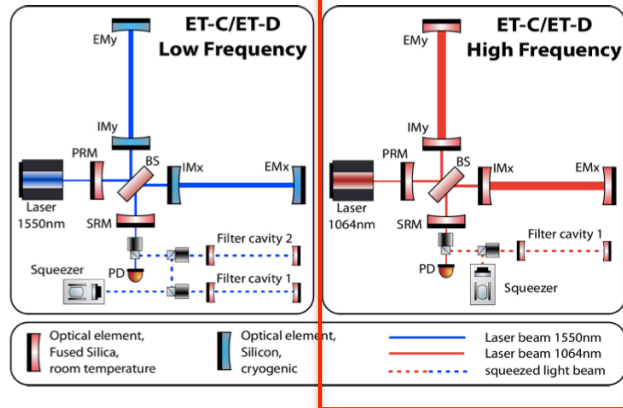 ET-C/ET-D
Low Frequency
EMy
IMy
PRM
BS
IMx
EMx
Laser
1550nm
SRM
Filter cavity 2
PD
Squeezer
Filter cavity 1
ET-C/ET-D
High Frequency
EMy
IMy
PRM
BS
IMx
EMx
Laser
1064nm
SRM
Filter cavity 1
PD
Squeezer
Optical element,
Fused Silica,
room temperature
Optical element,
Silicon,
cryogenic
Laser beam 1550nm
Laser beam 1064nm
squeezed light beam